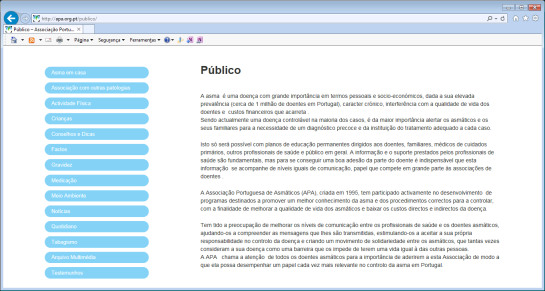 http://apa.org.pt/publico/
Público – Associação Portu...
Página
Segurança
Ferramentas
Asma em casa
Associação com outras patologias
Actividade Física
Crianças
Conselhos e Dicas
Factos
Gravidez
Medicação
Meio Ambiente
Notícias
Quotidiano
Tabagismo
Arquivo Multimédia
Testemunhos
Público
A asma é uma doença com grande importância em termos pessoais e socio-económicos, dada a sua elevada
prevalência (cerca de 1 milhão de doentes em Portugal), caracter crónico, interferência com a qualidade de vida dos
doentes e custos financeiros que acarreta.
Sendo actualmente uma doença controlável na maioria dos casos, é da maior importância alertar os asmáticos e os
seus familiares para a necessidade de um diagnóstico precoce e da instituição do tratamento adequado a cada caso.
Isto só será possível com planos de educação permanentes dirigidos aos doentes, familiares, médicos de cuidados
primários, outros profissionais de saúde e público em geral. A informação e o suporte prestados pelos profissionais de
saúde são fundamentais, mas para se conseguir uma boa adesão da parte do doente é indispensável que esta
informação se acompanhe de níveis iguais de comunicação, papel que compete em grande parte às associações de
doentes.
A Associação Portuguesa de Asmáticos (APA), criada em 1995, tem participado activamente no desenvolvimento de
programas destinados a promover um melhor conhecimento da asma e dos procedimentos correctos para a controlar,
com a finalidade de melhorar a qualidade de vida dos asmáticos e baixar os custos directos e indirectos da doença.
Tem tido a preocupação de melhorar os níveis de comunicação entre os profissionais de saúde e os doentes asmáticos,
ajudando-os a compreender as mensagens que lhes são transmitidas, estimulando-os a aceitar a sua própria
responsabilidade no controlo da doença e criando um movimento de solidariedade entre os asmáticos, que tantas vezes
consideram a sua doença como uma barreira que os impede de terem uma vida igual à das outras pessoas.
A APA chama a atenção de todos os doentes asmáticos para a importância de aderirem a esta Associação de modo a
que ela possa desempenhar um papel cada vez mais relevante no controlo da asma em Portugal.